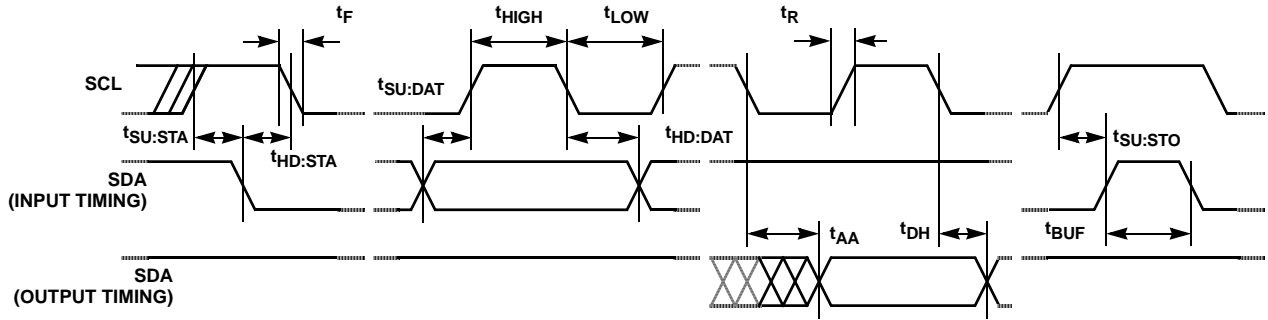 tF
tHIGH
tLOW
tR
SCL
tSU:DAT
tSU:STA
tHD:STA
tHD:DAT
tSU:STO
SDA
(INPUT TIMING)
tAA
tDH
tBUF
SDA
(OUTPUT TIMING)